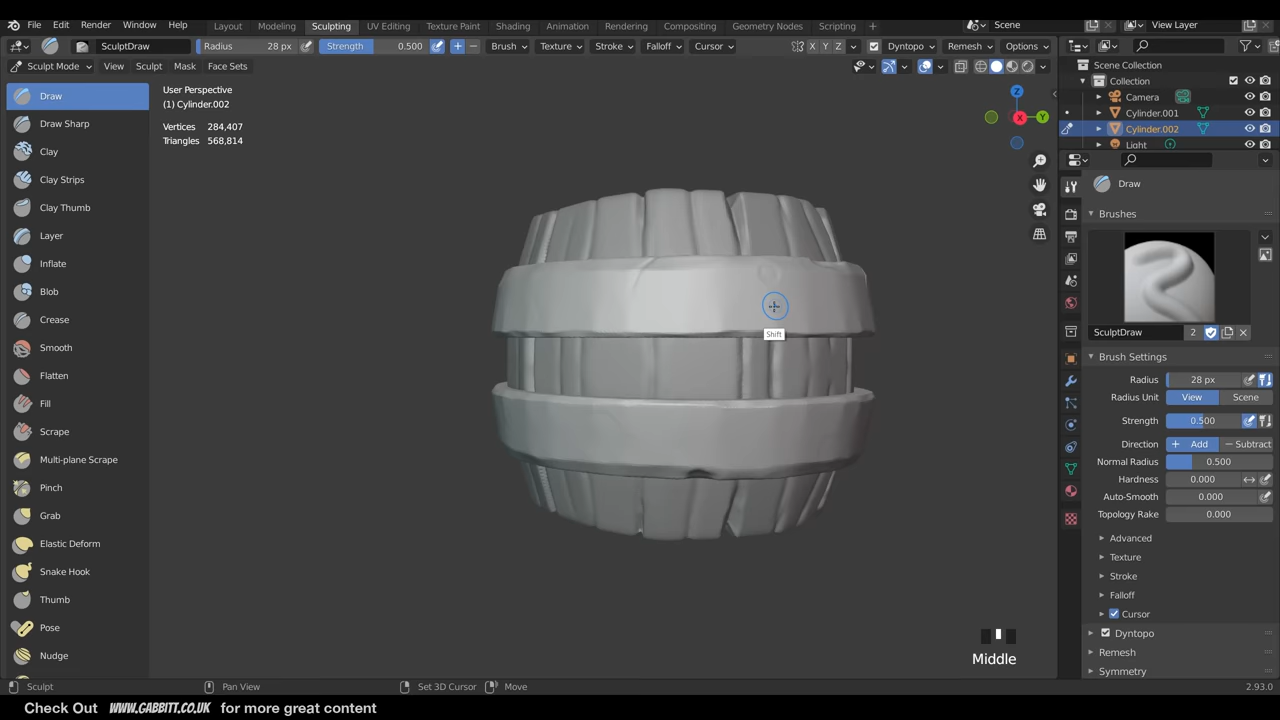 File Edit Render Window Help
Layout Modeling Sculpting UV Editing Texture Paint Shading Animation Rendering Compositing Geometry Nodes Scripting +
Scene
View Layer
SculptDraw Radius 28 px Strength 0.500 + − Brush Texture Stroke Falloff Cursor X Y Z Dyntopo Remesh Options
Sculpt Mode View Sculpt Mask Face Sets
Draw
Draw Sharp
Clay
Clay Strips
Clay Thumb
Layer
Inflate
Blob
Crease
Smooth
Flatten
Fill
Scrape
Multi-plane Scrape
Pinch
Grab
Elastic Deform
Snake Hook
Thumb
Pose
Nudge
User Perspective
(1) Cylinder.002
Vertices 284,407
Triangles 568,814
Z
X
Y
Shift
Middle
Scene Collection
Collection
Camera
Cylinder.001
Cylinder.002
Light
Draw
Brushes
SculptDraw 2
Brush Settings
Radius 28 px
Radius Unit View Scene
Strength 0.500
Direction + Add − Subtract
Normal Radius 0.500
Hardness 0.000
Auto-Smooth 0.000
Topology Rake 0.000
Advanced
Texture
Stroke
Falloff
Cursor
Dyntopo
Remesh
Symmetry
Sculpt Pan View Set 3D Cursor Move 2.93.0
Check Out WWW.GABBITT.CO.UK for more great content